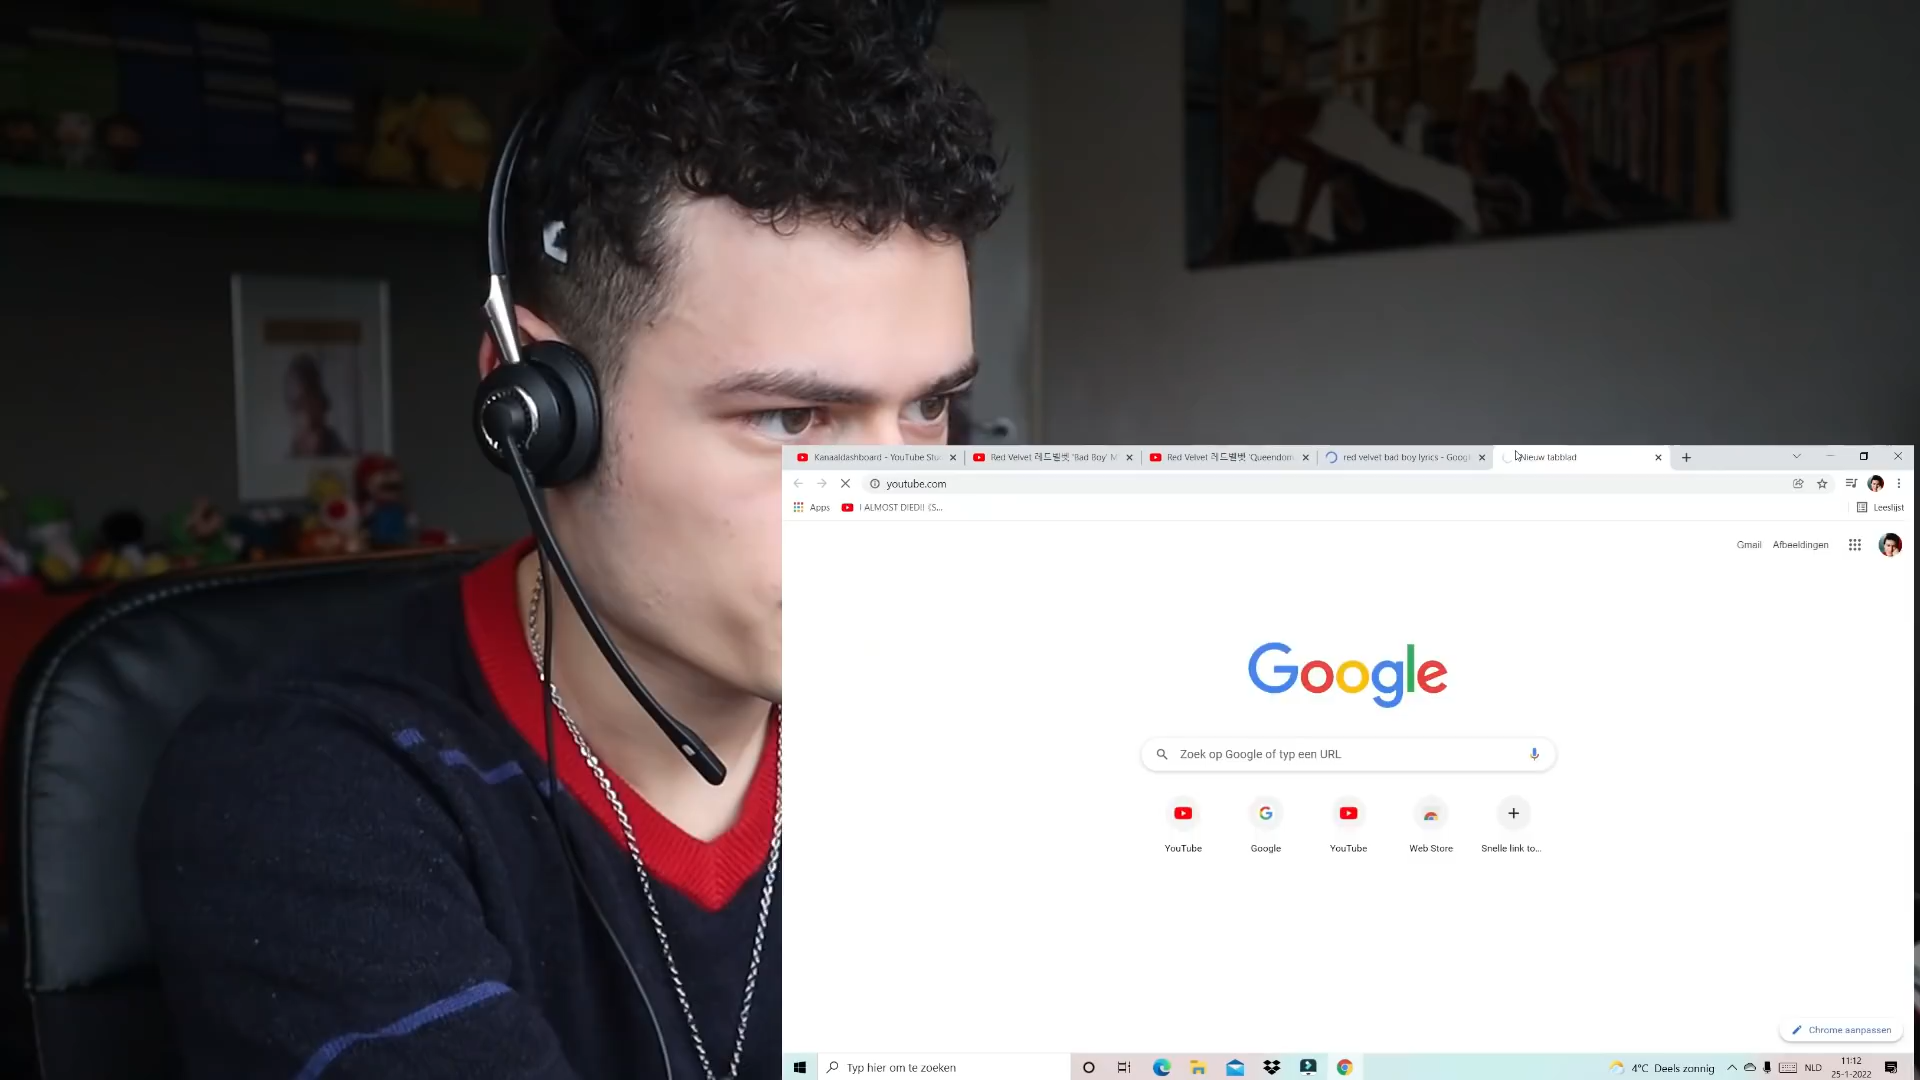 Kanaaldashboard - YouTube Stu
Red Velvet 레드벨벳 'Bad Boy' M
Red Velvet 레드벨벳 'Queendom
red velvet bad boy lyrics - Googl
Nieuw tabblad
youtube.com
Apps
I ALMOST DIED!! (S...
Leeslijst
Gmail
Afbeeldingen
Google
Zoek op Google of typ een URL
YouTube
Google
YouTube
Web Store
Snelle link to...
Chrome aanpassen
Typ hier om te zoeken
4°C Deels zonnig
NLD
11:12
25-1-2022